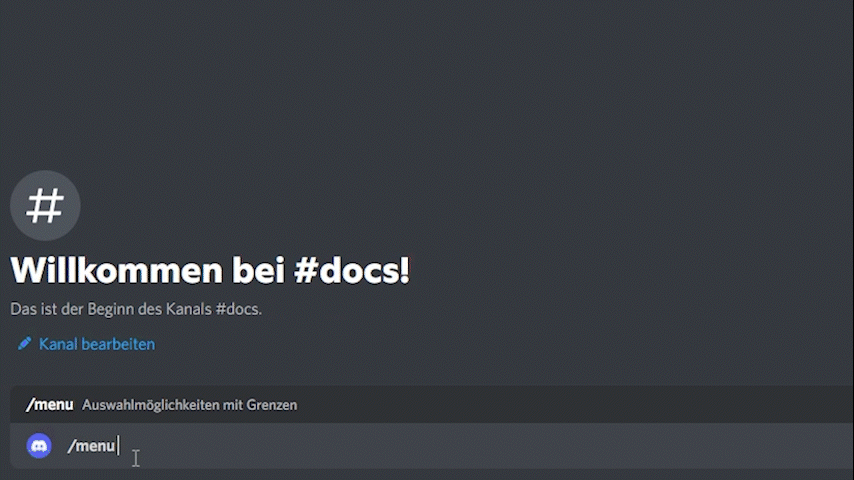 #
Willkommen bei #docs!
Das ist der Beginn des Kanals #docs.
Kanal bearbeiten
/menu Auswahlmöglichkeiten mit Grenzen
/menu